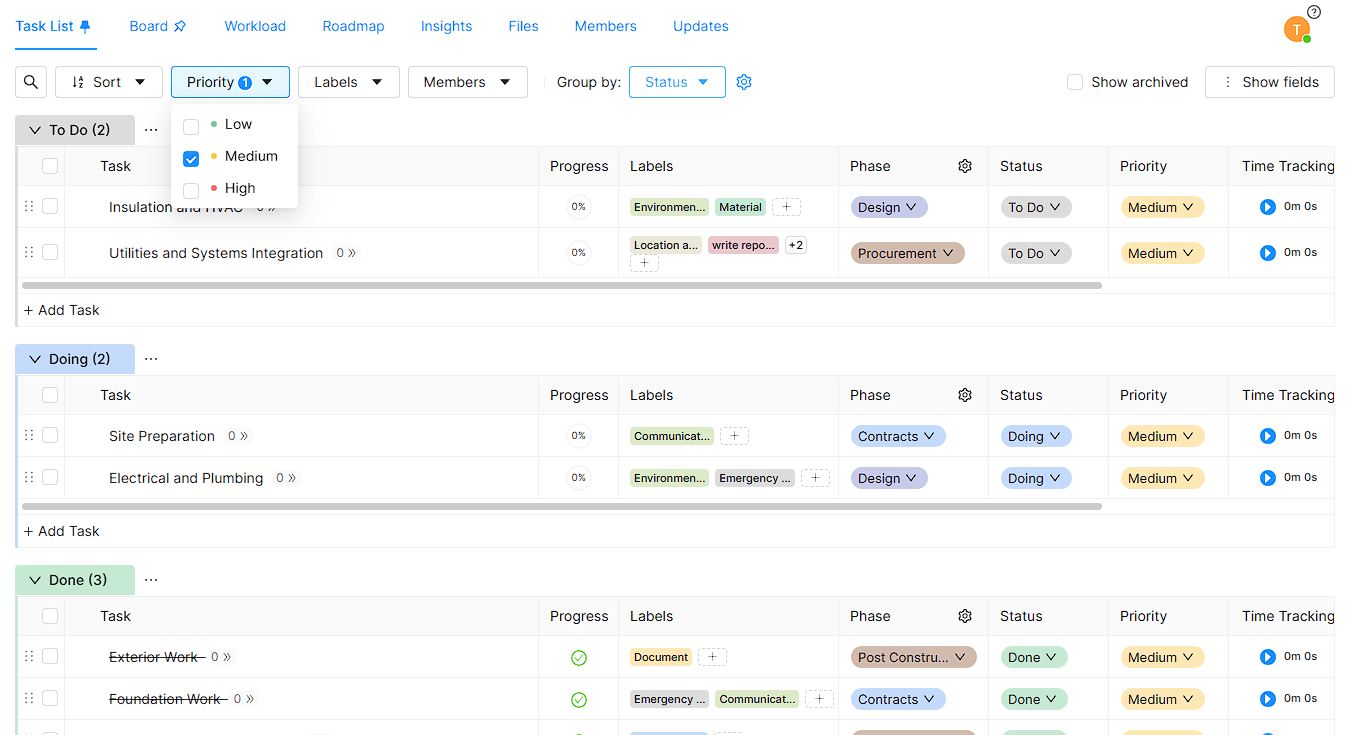 Task List Board Workload Roadmap Insights Files Members Updates
?
T
Sort Priority 1 Labels Members Group by: Status Show archived Show fields
To Do (2) ...
Low
Medium
High
Task Progress Labels Phase Status Priority Time Tracking
Insulation and HVAC 0 » 0% Environmen... Material + Design To Do Medium 0m 0s
Utilities and Systems Integration 0 » 0% Location a... write repo... +2 + Procurement To Do Medium 0m 0s
+ Add Task
Doing (2) ...
Task Progress Labels Phase Status Priority Time Tracking
Site Preparation 0 » 0% Communicat... + Contracts Doing Medium 0m 0s
Electrical and Plumbing 0 » 0% Environmen... Emergency ... + Design Doing Medium 0m 0s
+ Add Task
Done (3) ...
Task Progress Labels Phase Status Priority Time Tracking
Exterior Work 0 » Document + Post Constru... Done Medium 0m 0s
Foundation Work 0 » Emergency ... Communicat... + Contracts Done Medium 0m 0s